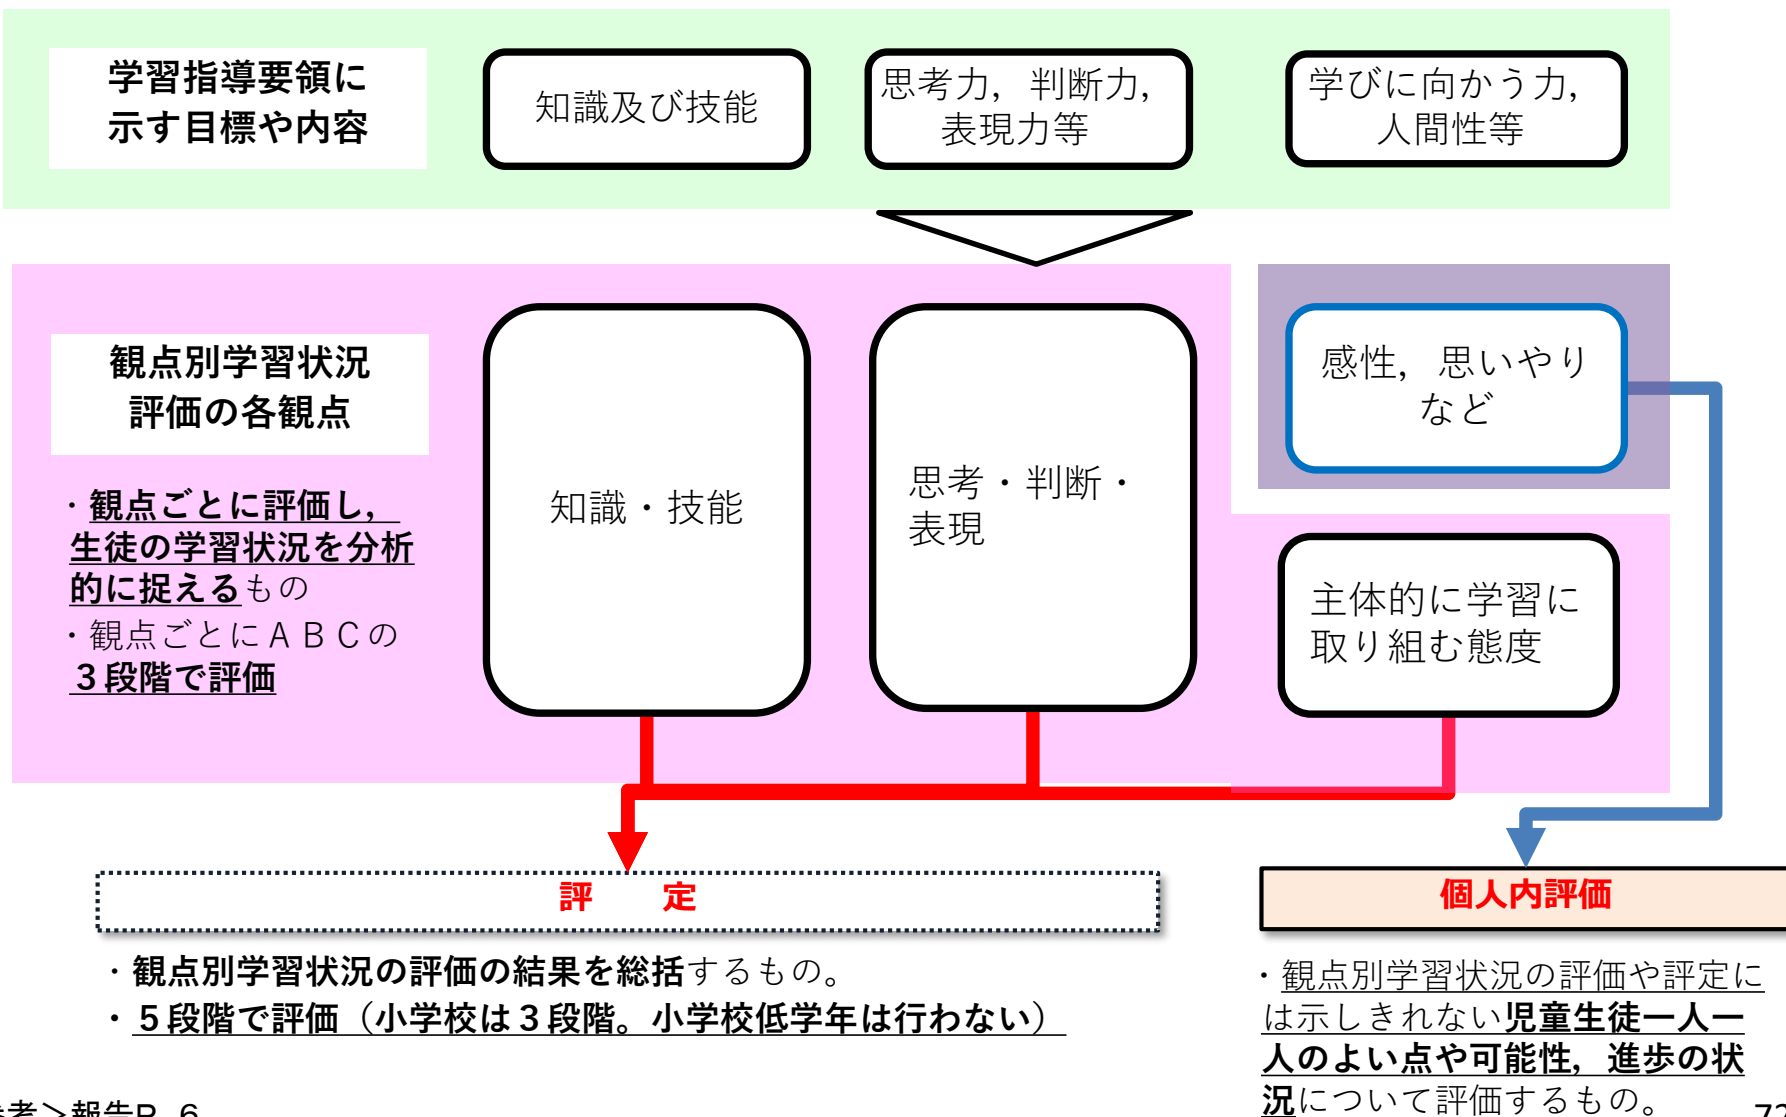 学習指導要領に
示す目標や内容
知識及び技能
思考力，判断力，
表現力等
学びに向かう力，
人間性等
観点別学習状況
評価の各観点
・観点ごとに評価し，
生徒の学習状況を分析
的に捉えるもの
・観点ごとにＡＢＣの
３段階で評価
知識・技能
思考・判断・
表現
感性，思いやり
など
主体的に学習に
取り組む態度
評　定
・観点別学習状況の評価の結果を総括するもの。
・５段階で評価（小学校は３段階。小学校低学年は行わない）
個人内評価
・観点別学習状況の評価や評定に
は示しきれない児童生徒一人一
人のよい点や可能性，進歩の状
況について評価するもの。
考＞報告P. 6